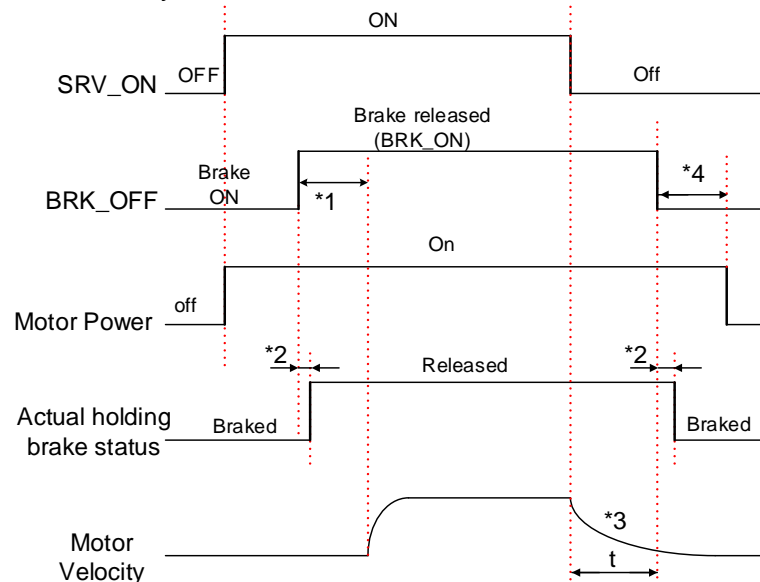 ON
SRV_ON
OFF
Off
Brake released
(BRK_ON)
Brake
ON
BRK_OFF
*1
*4
On
off
Motor Power
*2
*2
Released
Actual holding
brake status
Braked
Braked
*3
Motor
Velocity
t